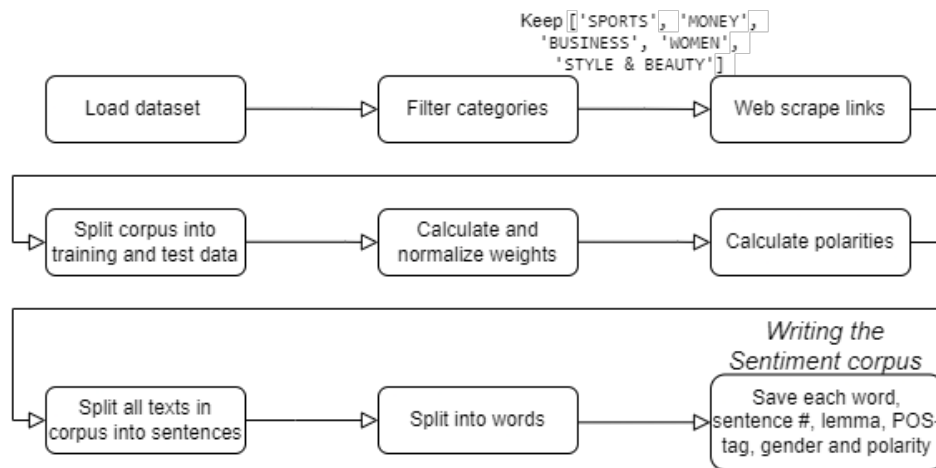 Keep ['SPORTS', 'MONEY',
'BUSINESS', 'WOMEN',
'STYLE & BEAUTY']
Load dataset
Filter categories
Web scrape links
Split corpus into
training and test data
Calculate and
normalize weights
Calculate polarities
Writing the
Sentiment corpus
Split all texts in
corpus into sentences
Split into words
Save each word,
sentence #, lemma, POS-
tag, gender and polarity